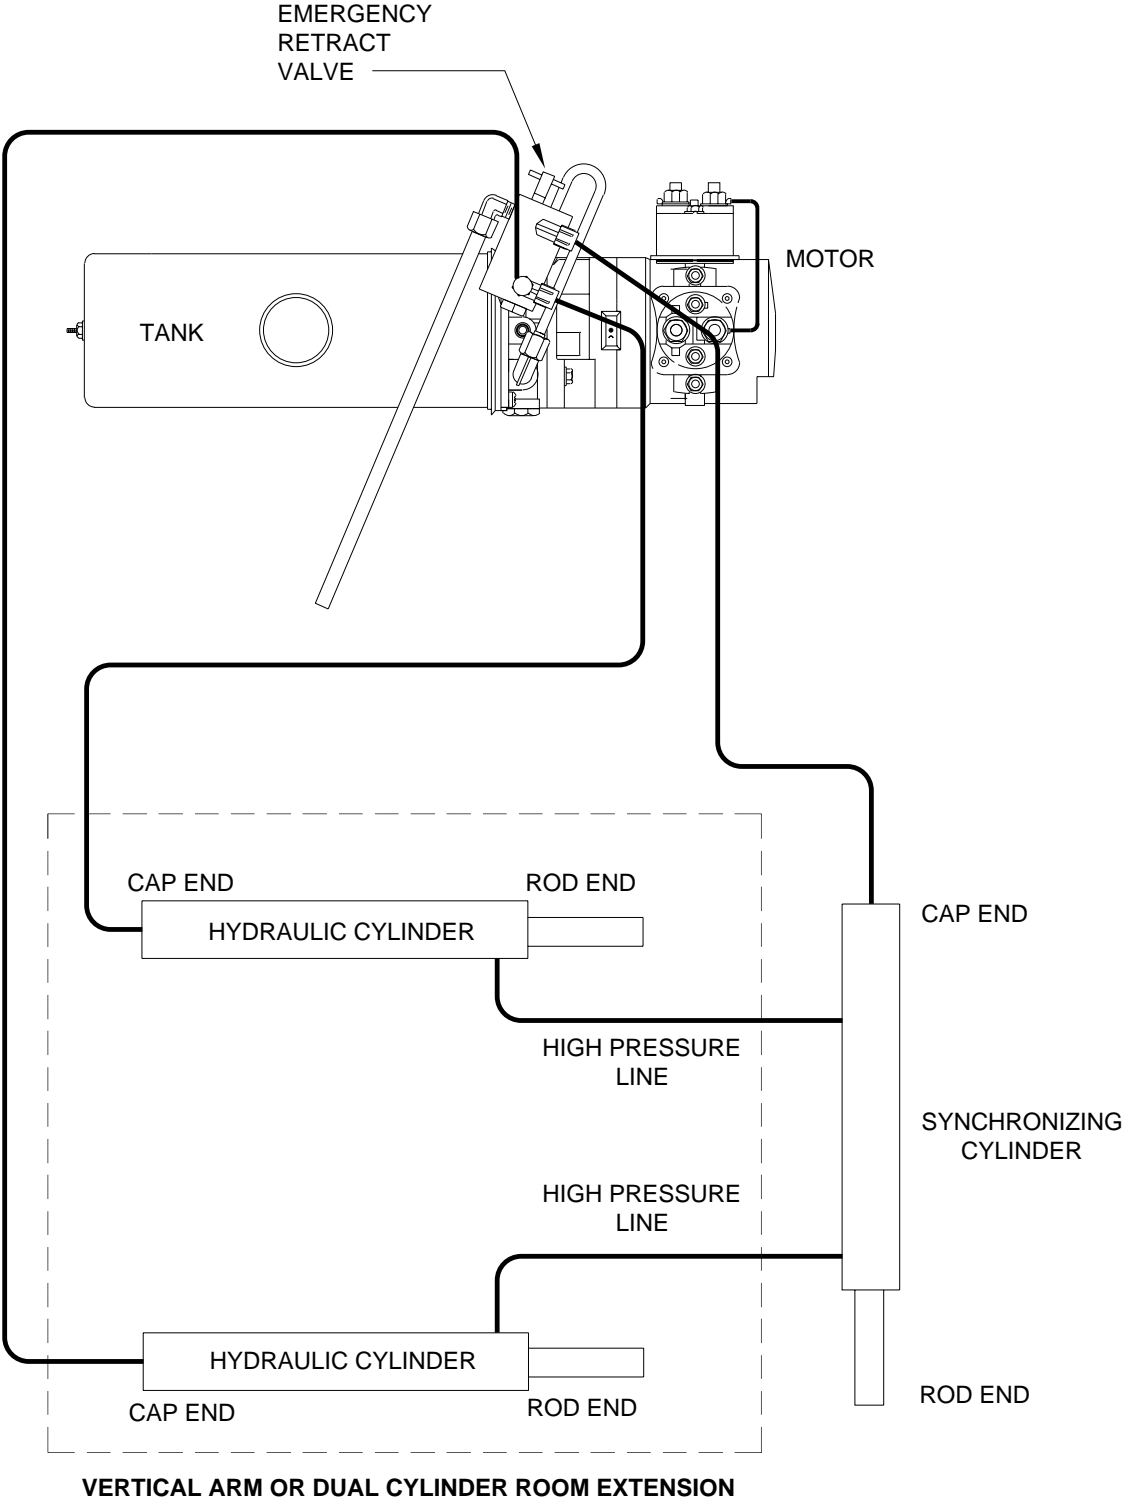 EMERGENCY
RETRACT
VALVE
MOTOR
TANK
CAP END
ROD END
HYDRAULIC CYLINDER
CAP END
HIGH PRESSURE
LINE
SYNCHRONIZING
CYLINDER
HIGH PRESSURE
LINE
HYDRAULIC CYLINDER
CAP END
ROD END
ROD END
VERTICAL ARM OR DUAL CYLINDER ROOM EXTENSION